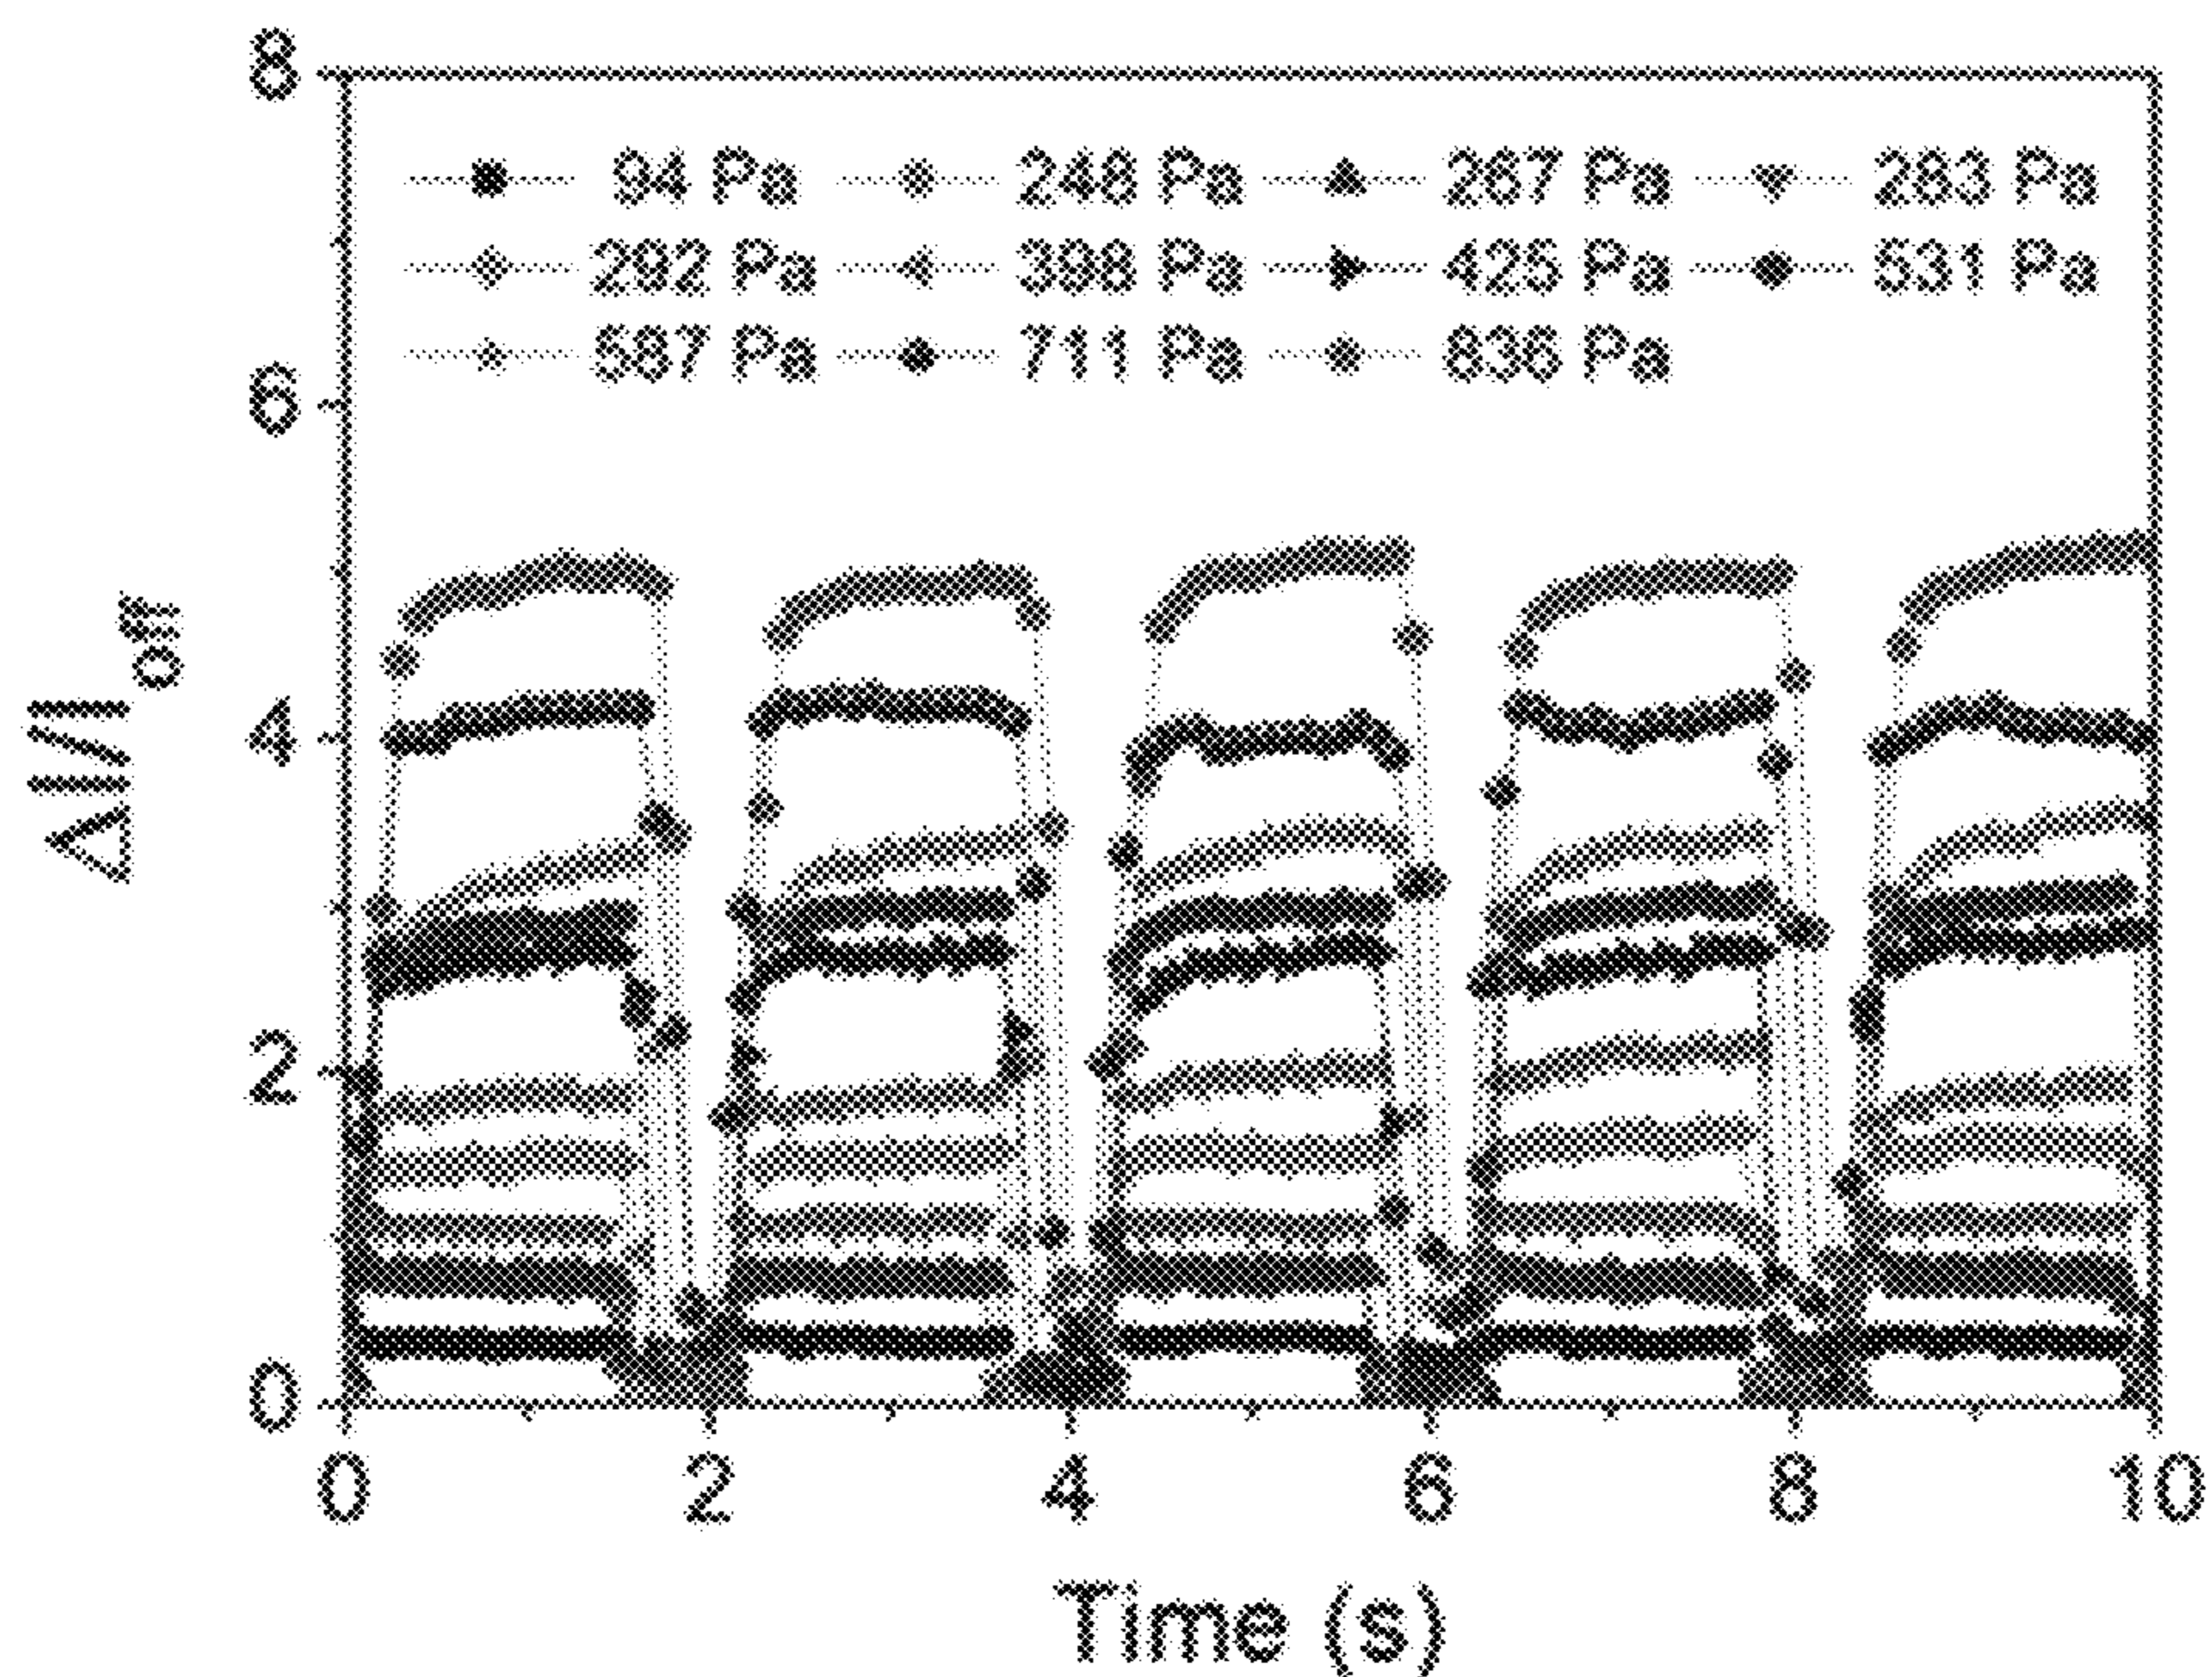 8
94 Pa 248 Pa 267 Pa 283 Pa
292 Pa 398 Pa 425 Pa 531 Pa
587 Pa 711 Pa 836 Pa
6
ΔI/Ioff
4
2
0
0 2 4 6 8 10
Time (s)